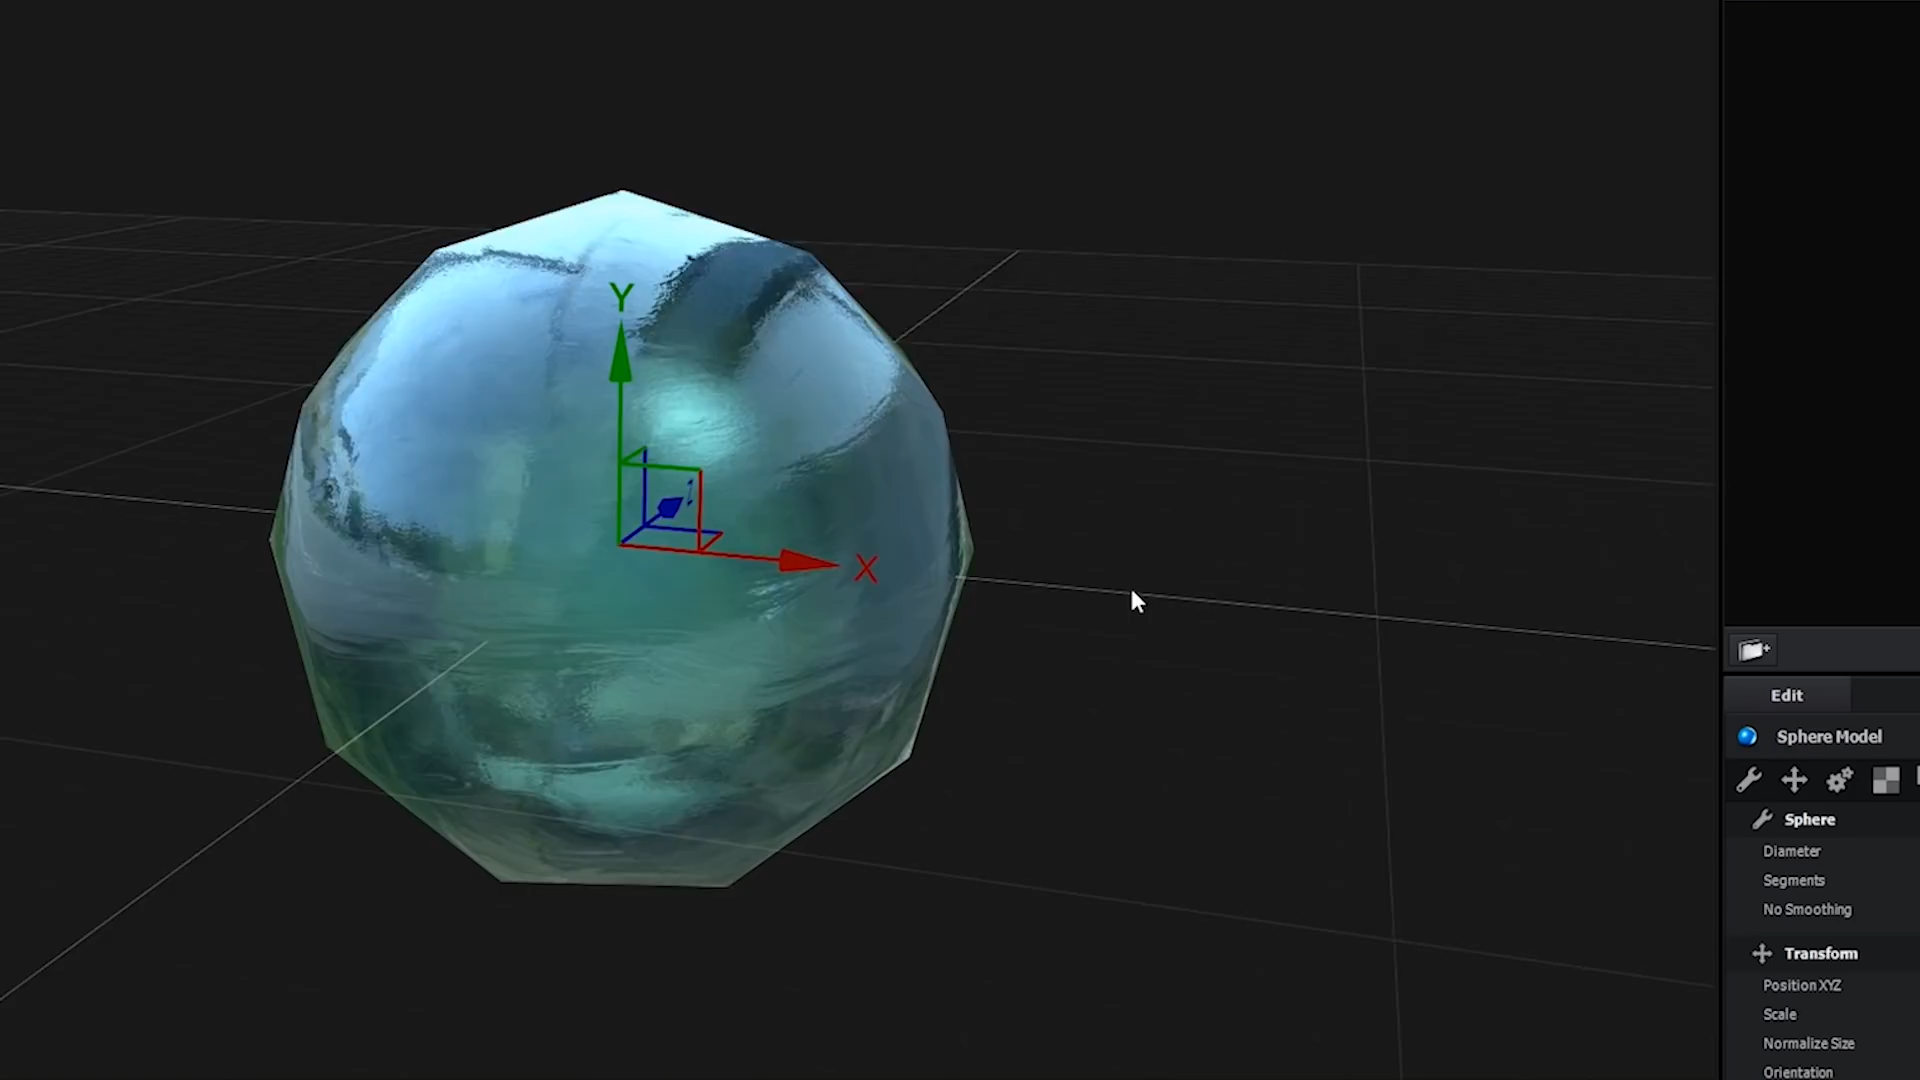 Y
X
Edit
Sphere Model
Sphere
Diameter
Segments
No Smoothing
Transform
Position XYZ
Scale
Normalize Size
Orientation